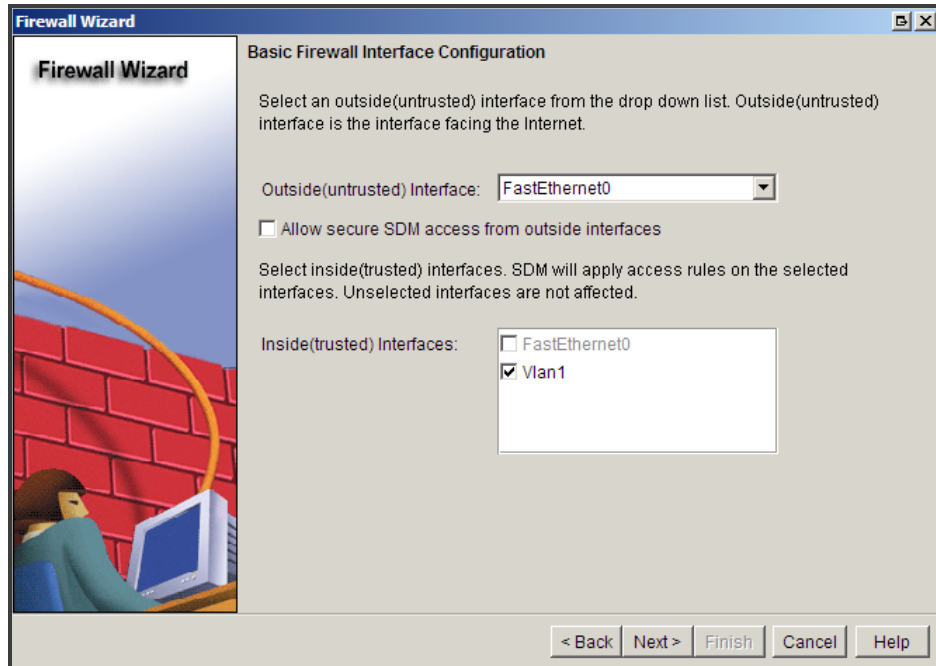 Firewall Wizard
Firewall Wizard
Basic Firewall Interface Configuration
Select an outside(untrusted) interface from the drop down list. Outside(untrusted)
interface is the interface facing the Internet.
Outside(untrusted) Interface: FastEthernet0
Allow secure SDM access from outside interfaces
Select inside(trusted) interfaces. SDM will apply access rules on the selected
interfaces. Unselected interfaces are not affected.
Inside(trusted) Interfaces: FastEthernet0
Vlan1
< Back Next > Finish Cancel Help